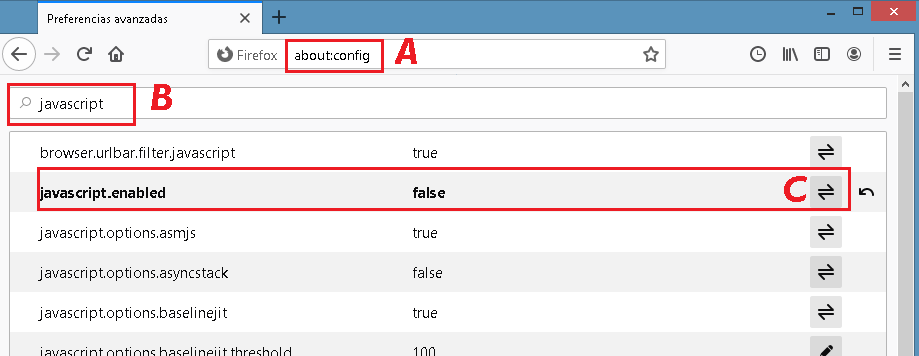 Preferencias avanzadas
Firefox about:config A
javascript B
browser.urlbar.filter.javascript true
javascript.enabled false C
javascript.options.asmjs true
javascript.options.asyncstack false
javascript.options.baselinejit true
javascript.options.baselinejit.threshold 100